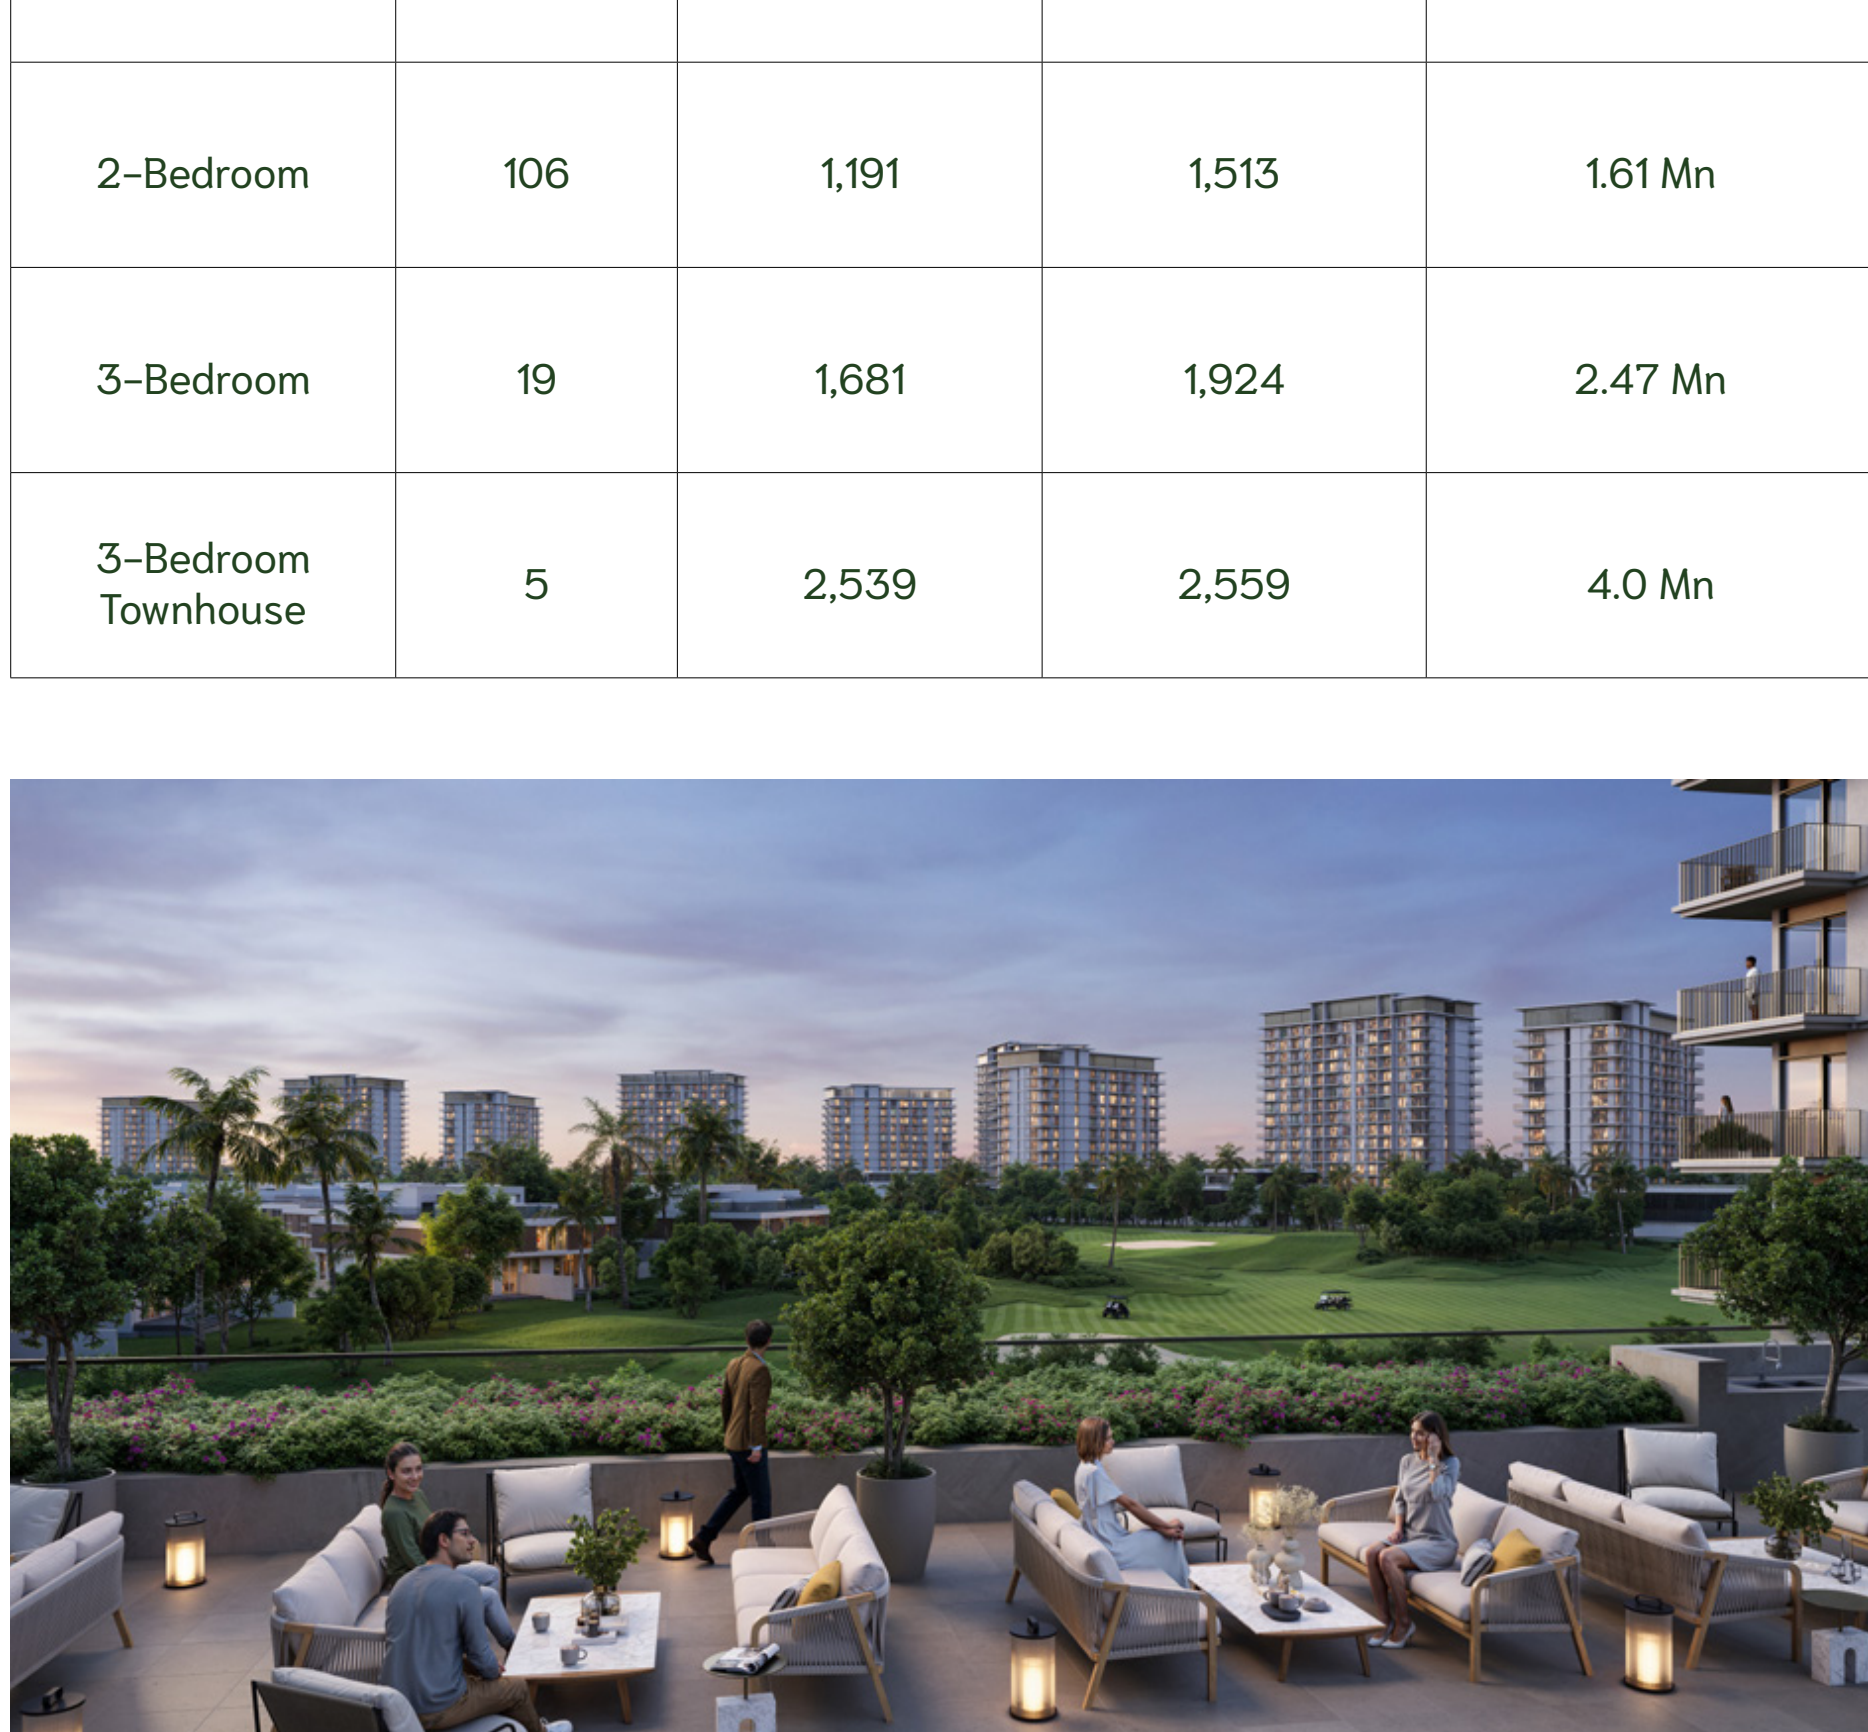 2-Bedroom 106 1,191 1,513 1.61 Mn
3-Bedroom 19 1,681 1,924 2.47 Mn
3-Bedroom
Townhouse 5 2,539 2,559 4.0 Mn